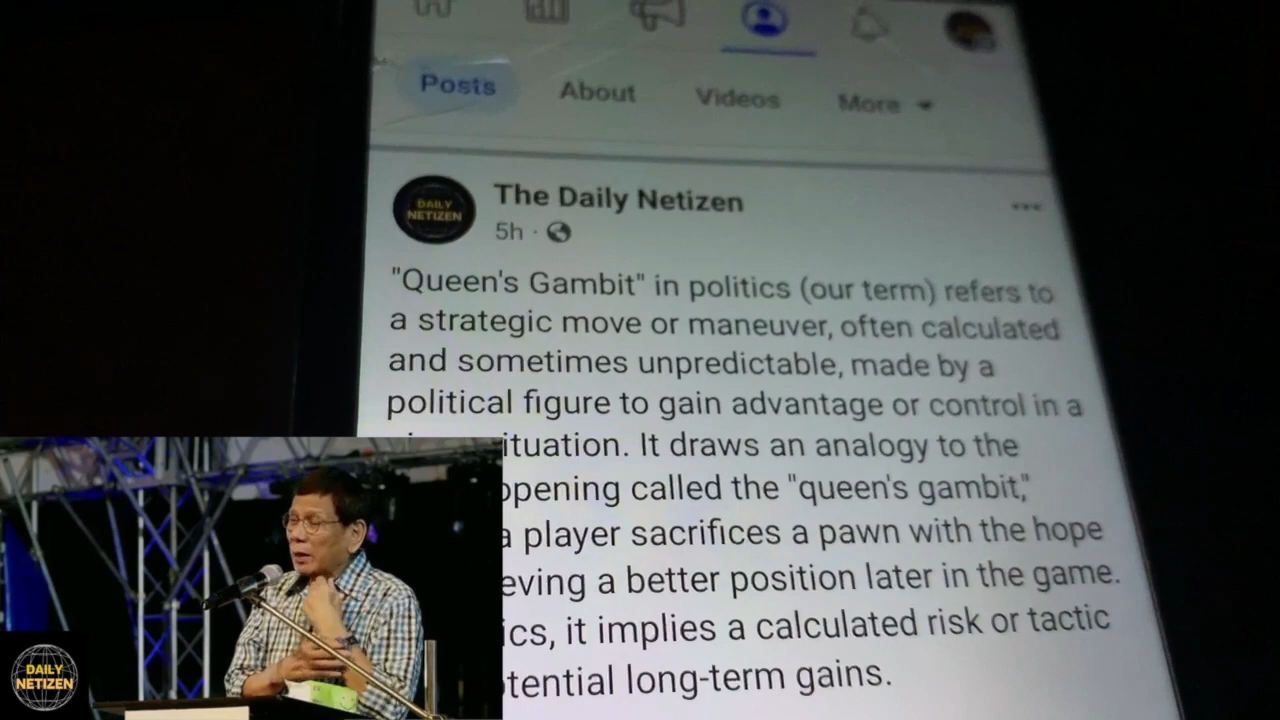 Posts About Videos More
DAILY
NETIZEN
The Daily Netizen
5h ·
"Queen's Gambit" in politics (our term) refers to
a strategic move or maneuver, often calculated
and sometimes unpredictable, made by a
political figure to gain advantage or control in a
ituation. It draws an analogy to the
opening called the "queen's gambit,"
a player sacrifices a pawn with the hope
eving a better position later in the game.
ics, it implies a calculated risk or tactic
tential long-term gains.
DAILY
NETIZEN